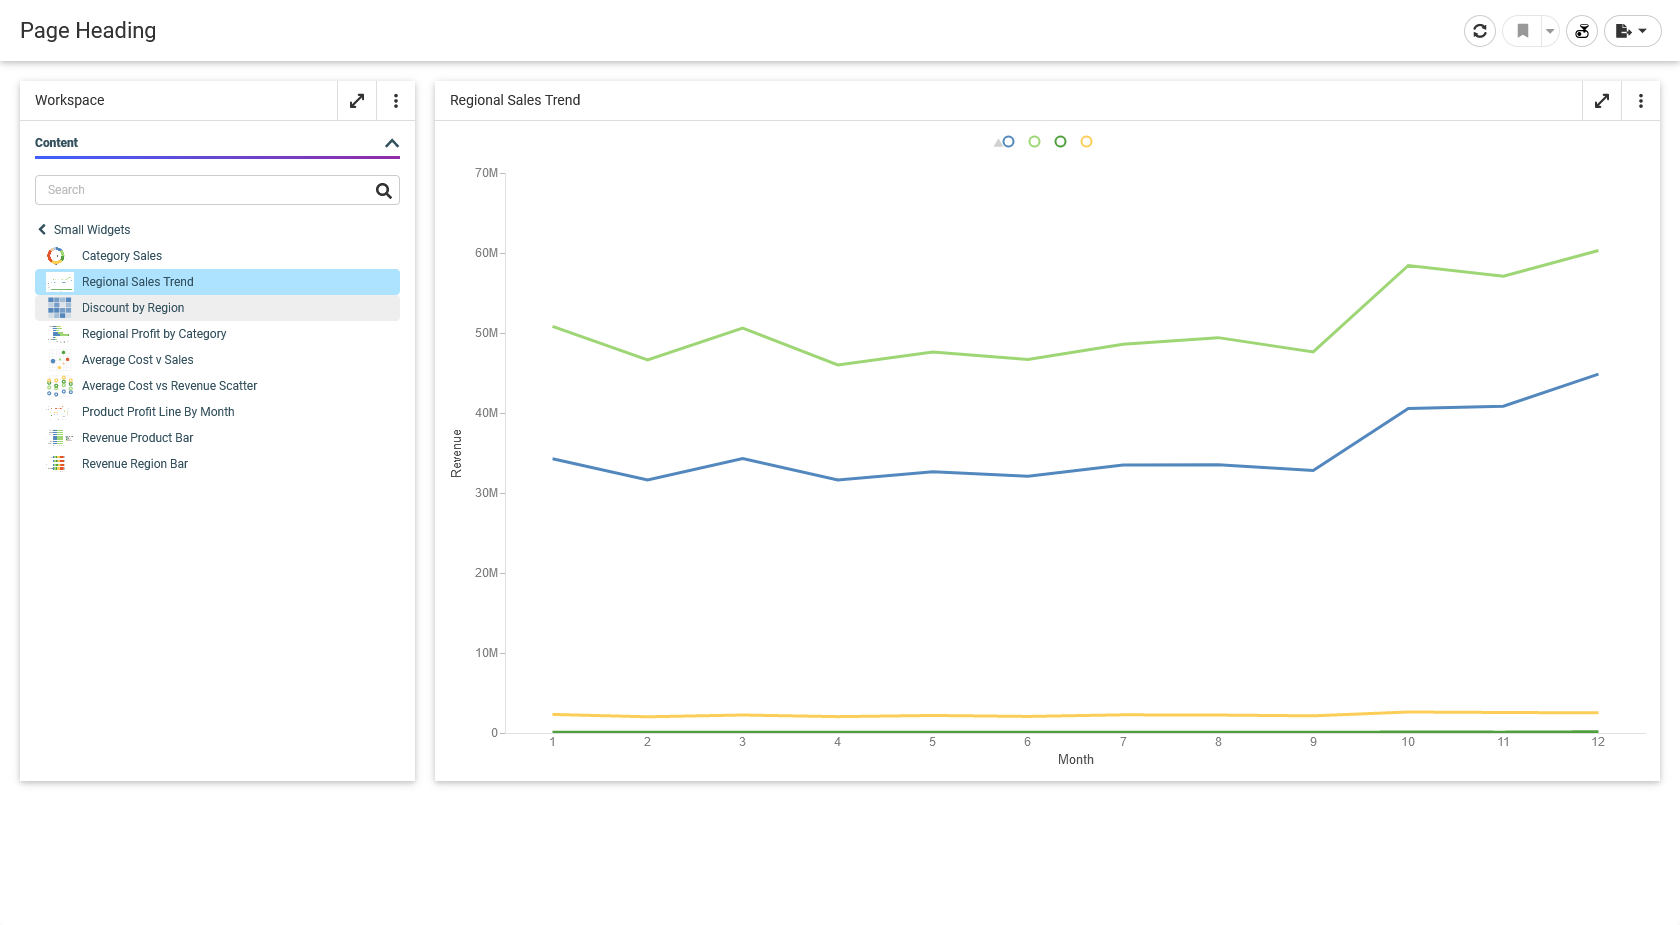 Page Heading
Workspace
Content
Search
Small Widgets
Category Sales
Regional Sales Trend
Discount by Region
Regional Profit by Category
Average Cost v Sales
Average Cost vs Revenue Scatter
Product Profit Line By Month
Revenue Product Bar
Revenue Region Bar
Regional Sales Trend
70M
60M
50M
40M
30M
20M
10M
0
Revenue
1 2 3 4 5 6 7 8 9 10 11 12
Month